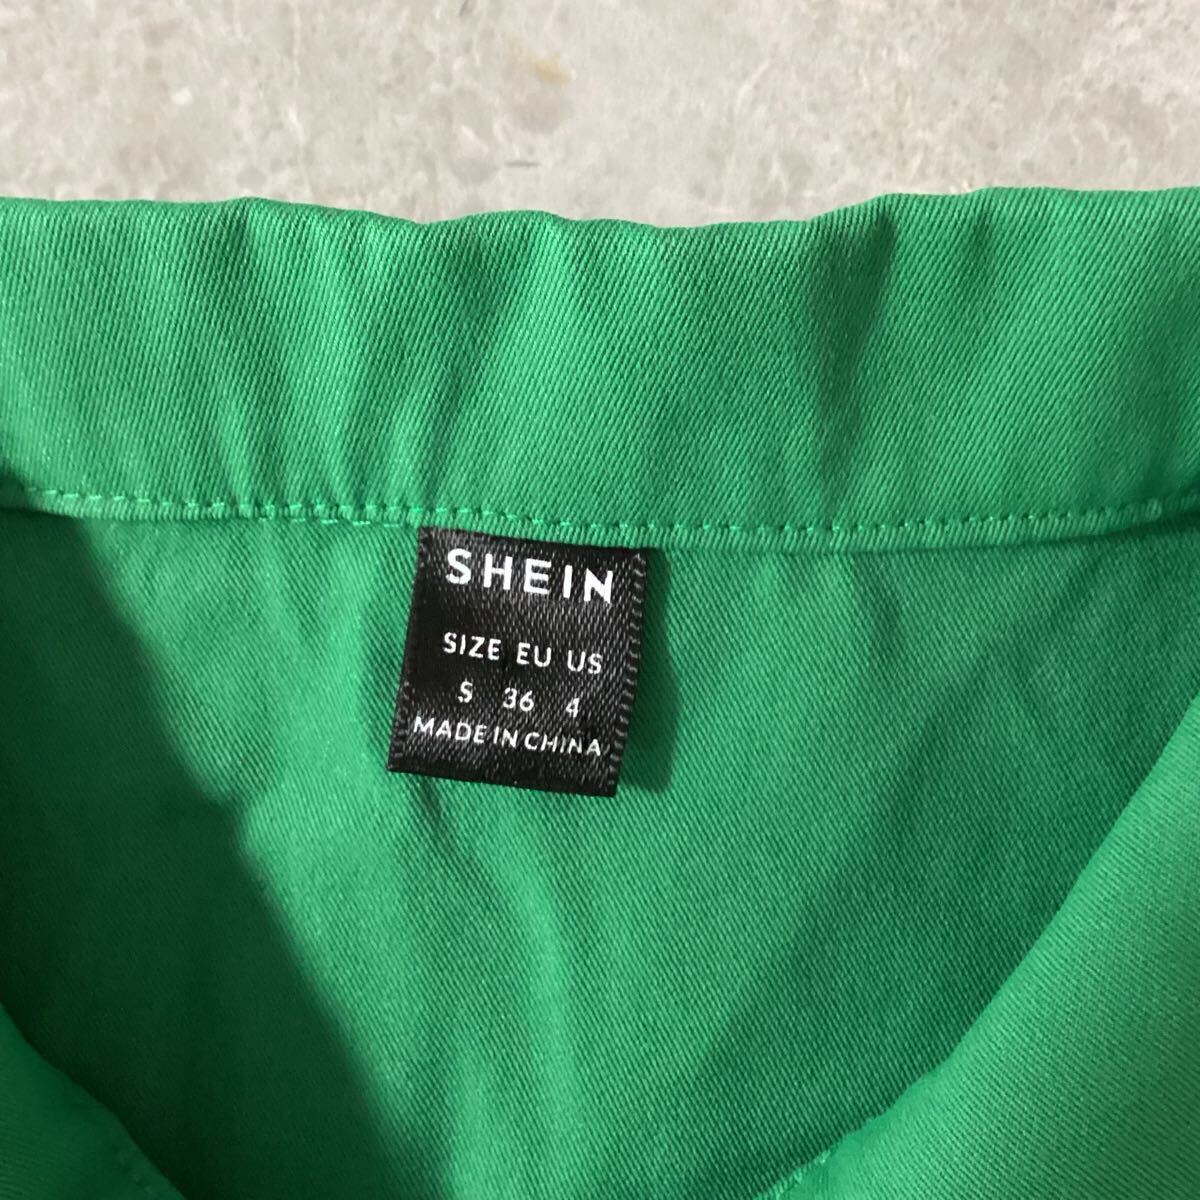 SHEIN
SIZE EU US
S 36 4
MADE IN CHINA